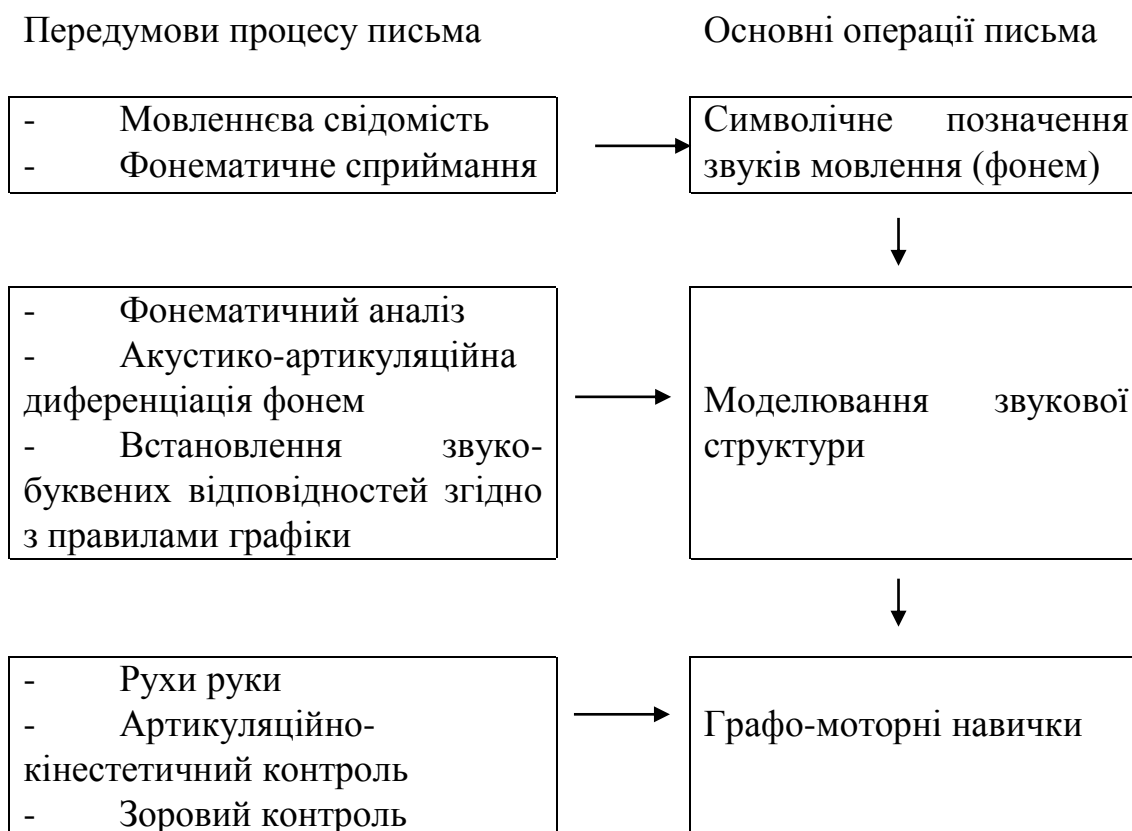 Передумови процесу письма
Основні операції письма
- Мовленнєва свідомість
- Фонематичне сприймання
Символічне позначення
звуків мовлення (фонем)
- Фонематичний аналіз
- Акустико-артикуляційна
диференціація фонем
- Встановлення звуко-
буквених відповідностей згідно
з правилами графіки
Моделювання звукової
структури
- Рухи руки
- Артикуляційно-
кінестетичний контроль
- Зоровий контроль
Графо-моторні навички